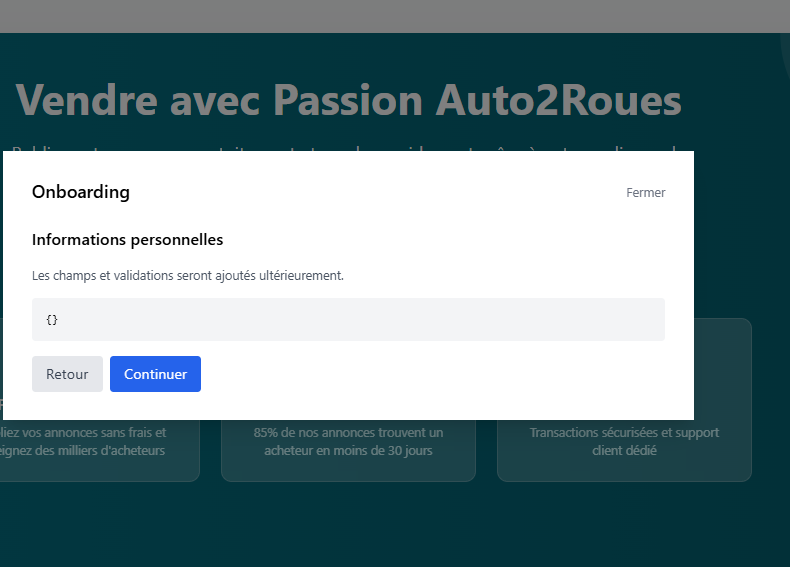 Vendre avec Passion Auto2Roues
Onboarding
Fermer
Informations personnelles
Les champs et validations seront ajoutés ultérieurement.
{}
Retour
Continuer
liez vos annonces sans frais et
eignez des milliers d'acheteurs
85% de nos annonces trouvent un
acheteur en moins de 30 jours
Transactions sécurisées et support
client dédié